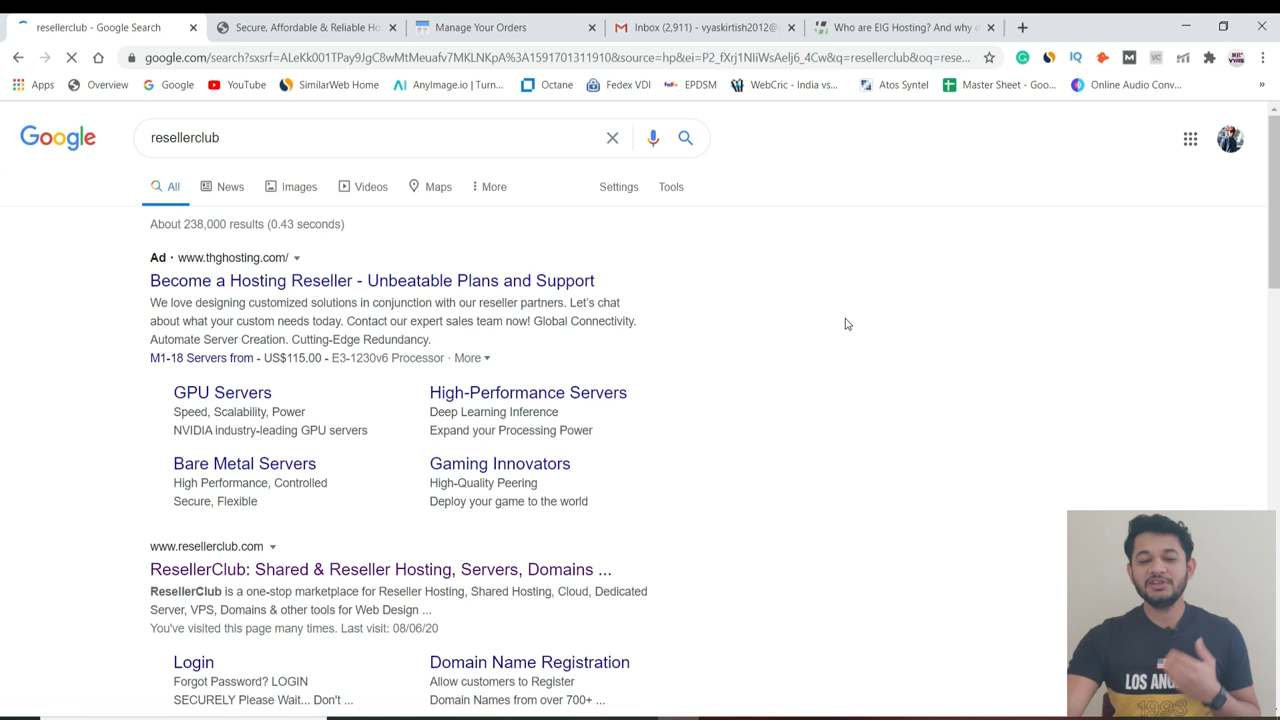 resellerclub - Google Search
Secure, Affordable & Reliable Ho
Manage Your Orders
Inbox (2,911) - vyaskirtish2012@
Who are EIG Hosting? And why c
google.com/search?sxsrf=ALeKk001TPay9JgC8wMtMawafv7MKLNKpA%3A1591701311910&source=hp&ei=P2_fXrj1NIiWsAelj6_4Cw&q=resellerclub&oq=rese...
Apps
Overview
Google
YouTube
SimilarWeb Home
AnyImage.io | Turn...
Octane
Fedex VDI
EPDSM
WebCric - India vs...
Atos Syntel
Master Sheet - Goo...
Online Audio Conv...
Google
resellerclub
All
News
Images
Videos
Maps
More
Settings
Tools
About 238,000 results (0.43 seconds)
Ad · www.thghosting.com/
Become a Hosting Reseller - Unbeatable Plans and Support
We love designing customized solutions in conjunction with our reseller partners. Let's chat
about what your custom needs today. Contact our expert sales team now! Global Connectivity.
Automate Server Creation. Cutting-Edge Redundancy.
M1-18 Servers from - US$115.00 - E3-1230v6 Processor · More
GPU Servers
Speed, Scalability, Power
NVIDIA industry-leading GPU servers
High-Performance Servers
Deep Learning Inference
Expand your Processing Power
Bare Metal Servers
High Performance, Controlled
Secure, Flexible
Gaming Innovators
High-Quality Peering
Deploy your game to the world
www.resellerclub.com
ResellerClub: Shared & Reseller Hosting, Servers, Domains ...
ResellerClub is a one-stop marketplace for Reseller Hosting, Shared Hosting, Cloud, Dedicated
Server, VPS, Domains & other tools for Web Design ...
You've visited this page many times. Last visit: 08/06/20
Login
Forgot Password? LOGIN
SECURELY Please Wait... Don't ...
Domain Name Registration
Allow customers to Register
Domain Names from over 700+ ...
LOS AN
1993